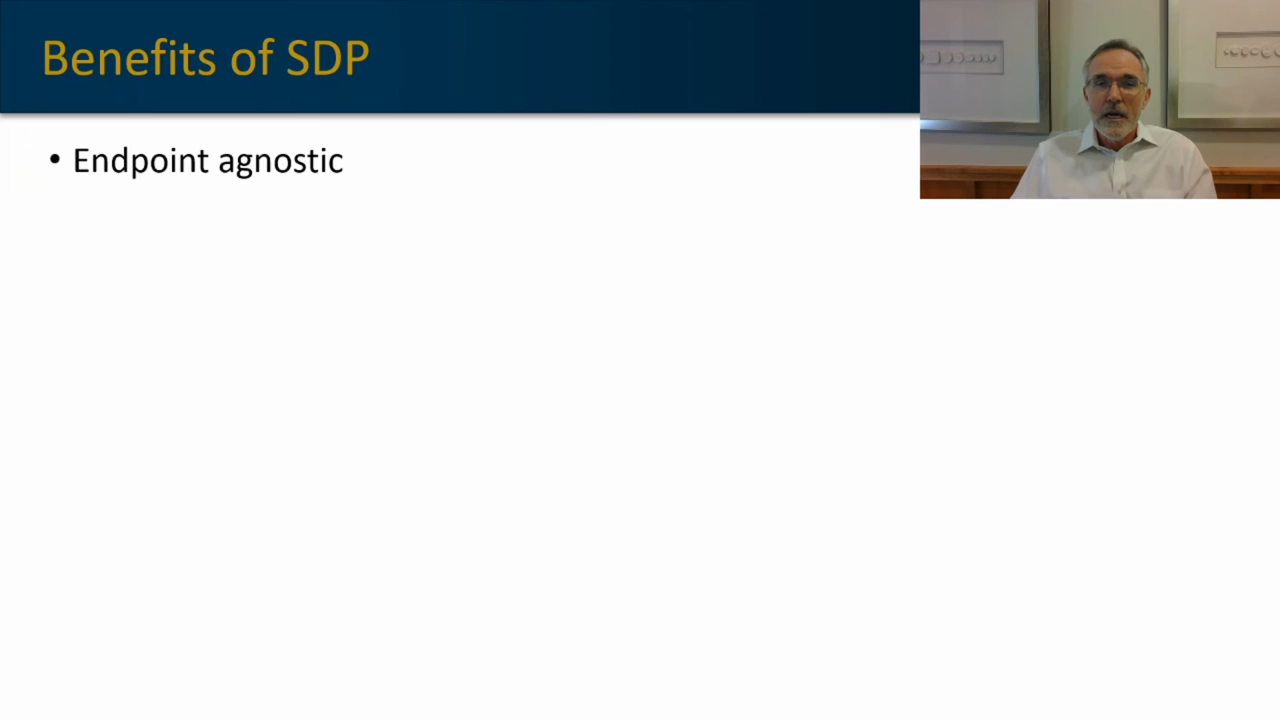 Benefits of SDP
• Endpoint agnostic